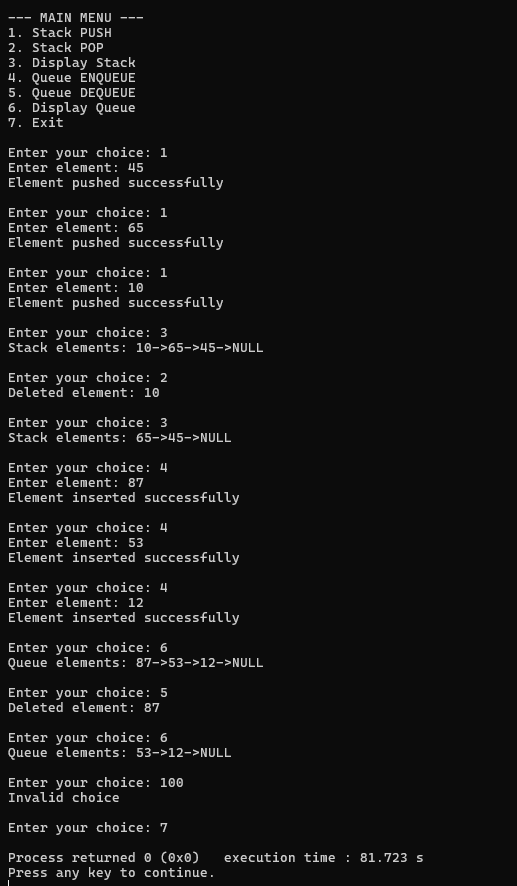 --- MAIN MENU ---
1. Stack PUSH
2. Stack POP
3. Display Stack
4. Queue ENQUEUE
5. Queue DEQUEUE
6. Display Queue
7. Exit

Enter your choice: 1
Enter element: 45
Element pushed successfully

Enter your choice: 1
Enter element: 65
Element pushed successfully

Enter your choice: 1
Enter element: 10
Element pushed successfully

Enter your choice: 3
Stack elements: 10->65->45->NULL

Enter your choice: 2
Deleted: 10

Enter your choice: 3
Stack elements: 65->45->NULL

Enter your choice: 4
Enter element: 87
Element inserted successfully

Enter your choice: 4
Enter element: 53
Element inserted successfully

Enter your choice: 4
Enter element: 12
Element inserted successfully

Enter your choice: 6
Queue elements: 87->53->12->NULL

Enter your choice: 5
Deleted element: 87

Enter your choice: 6
Queue elements: 53->12->NULL

Enter your choice: 100
Invalid choice

Enter your choice: 7

Process returned 0 (0x0)   execution time : 81.723 s
Press any key to continue.